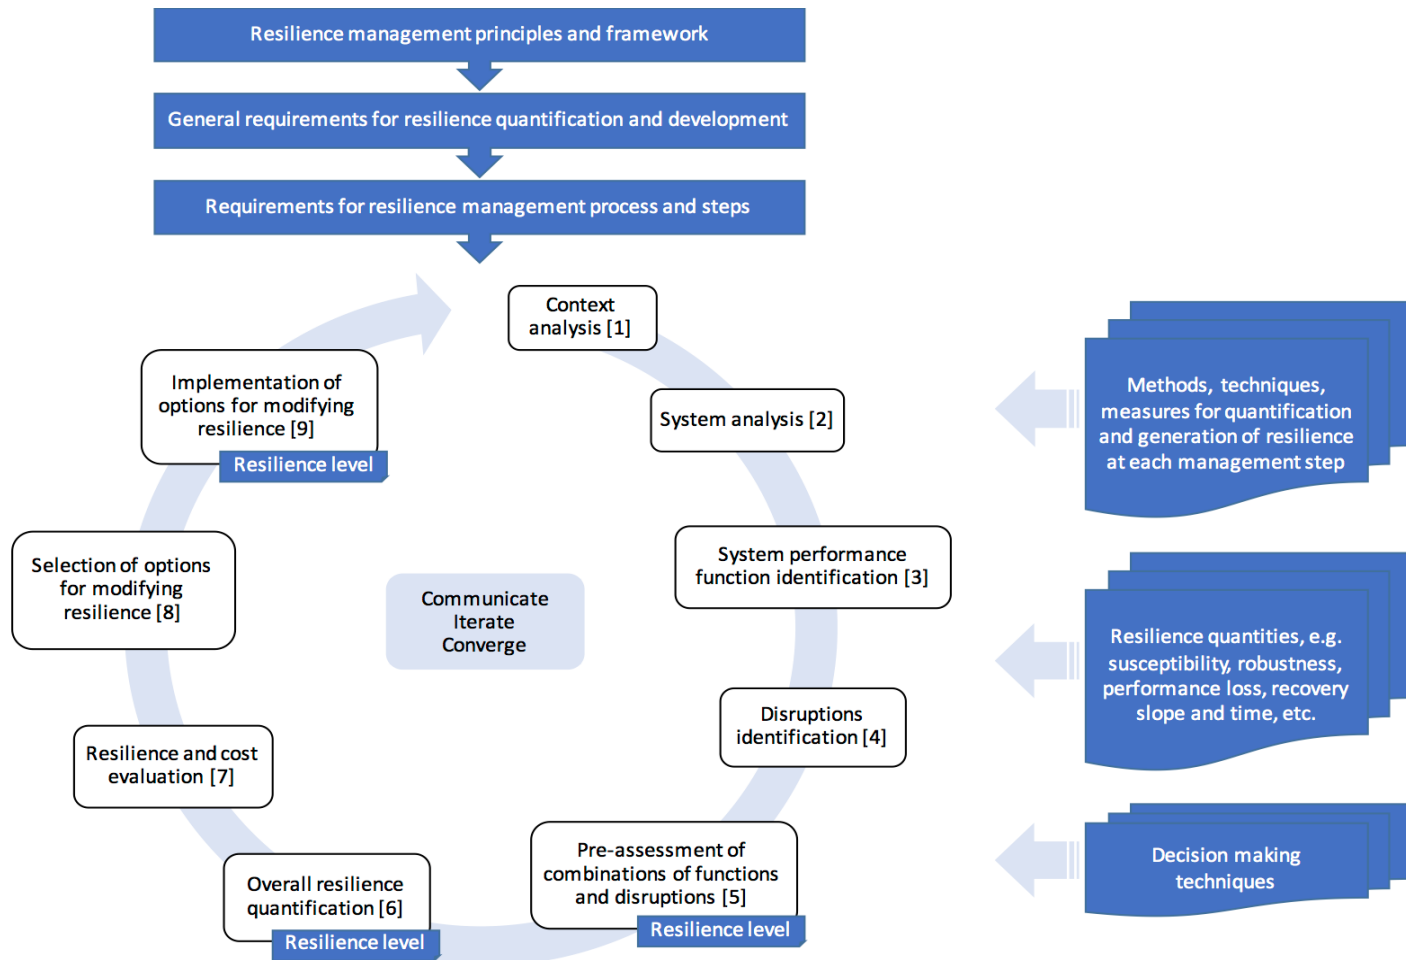 Resilience management principles and framework
General requirements for resilience quantification and development
Requirements for resilience management process and steps
Context
analysis [1]
System analysis [2]
System performance
function identification [3]
Disruptions
identification [4]
Pre-assessment of
combinations of functions
and disruptions [5]
Resilience level
Overall resilience
quantification [6]
Resilience level
Resilience and cost
evaluation [7]
Selection of options
for modifying
resilience [8]
Implementation of
options for modifying
resilience [9]
Resilience level
Communicate
Iterate
Converge
Methods, techniques,
measures for quantification
and generation of resilience
at each management step
Resilience quantities, e.g.
susceptibility, robustness,
performance loss, recovery
slope and time, etc.
Decision making
techniques